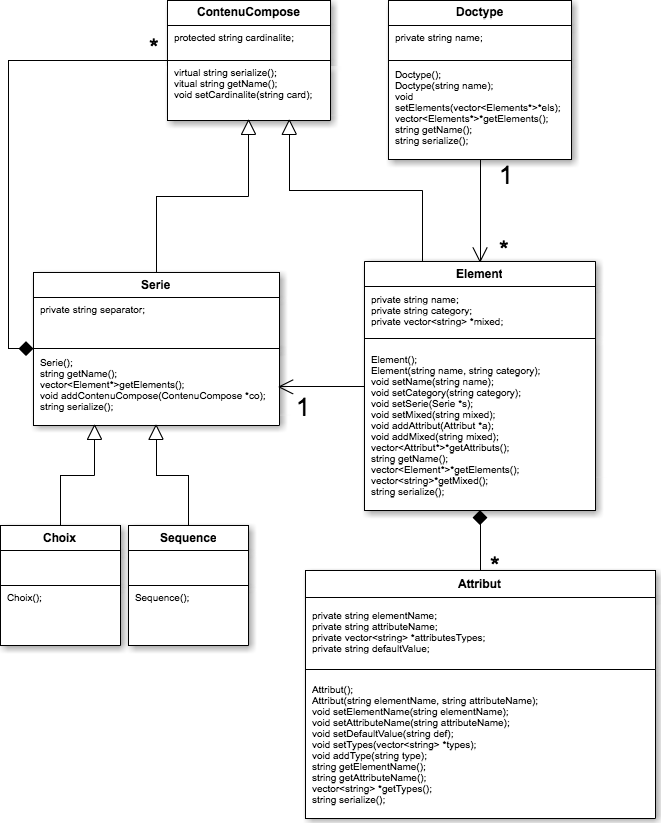 ContenuCompose
protected string cardinalite;
virtual string serialize();
vitual string getName();
void setCardinalite(string card);
*
Doctype
private string name;
Doctype();
Doctype(string name);
void
setElements(vector<Elements*>*els);
vector<Elements*>*getElements();
string getName();
string serialize();
1
*
Serie
private string separator;
Serie();
string getName();
vector<Element*>getElements();
void addContenuCompose(ContenuCompose *co);
string serialize();
1
Element
private string name;
private string category;
private vector<string> *mixed;
Element();
Element(string name, string category);
void setName(string name);
void setCategory(string category);
void setSerie(Serie *s);
void setMixed(string mixed);
void addAttribut(Attribut *a);
void addMixed(string mixed);
vector<Attribut*>*getAttributs();
string getName();
vector<Element*>*getElements();
vector<string>*getMixed();
string serialize();
*
Choix
Choix();
Sequence
Sequence();
Attribut
private string elementName;
private string attributeName;
private vector<string> *attributesTypes;
private string defaultValue;
Attribut();
Attribut(string elementName, string attributeName);
void setElementName(string elementName);
void setAttributeName(string attributeName);
void setDefaultValue(string def);
void setTypes(vector<string> *types);
void addType(string type);
string getElementName();
string getAttributeName();
vector<string> *getTypes();
string serialize();